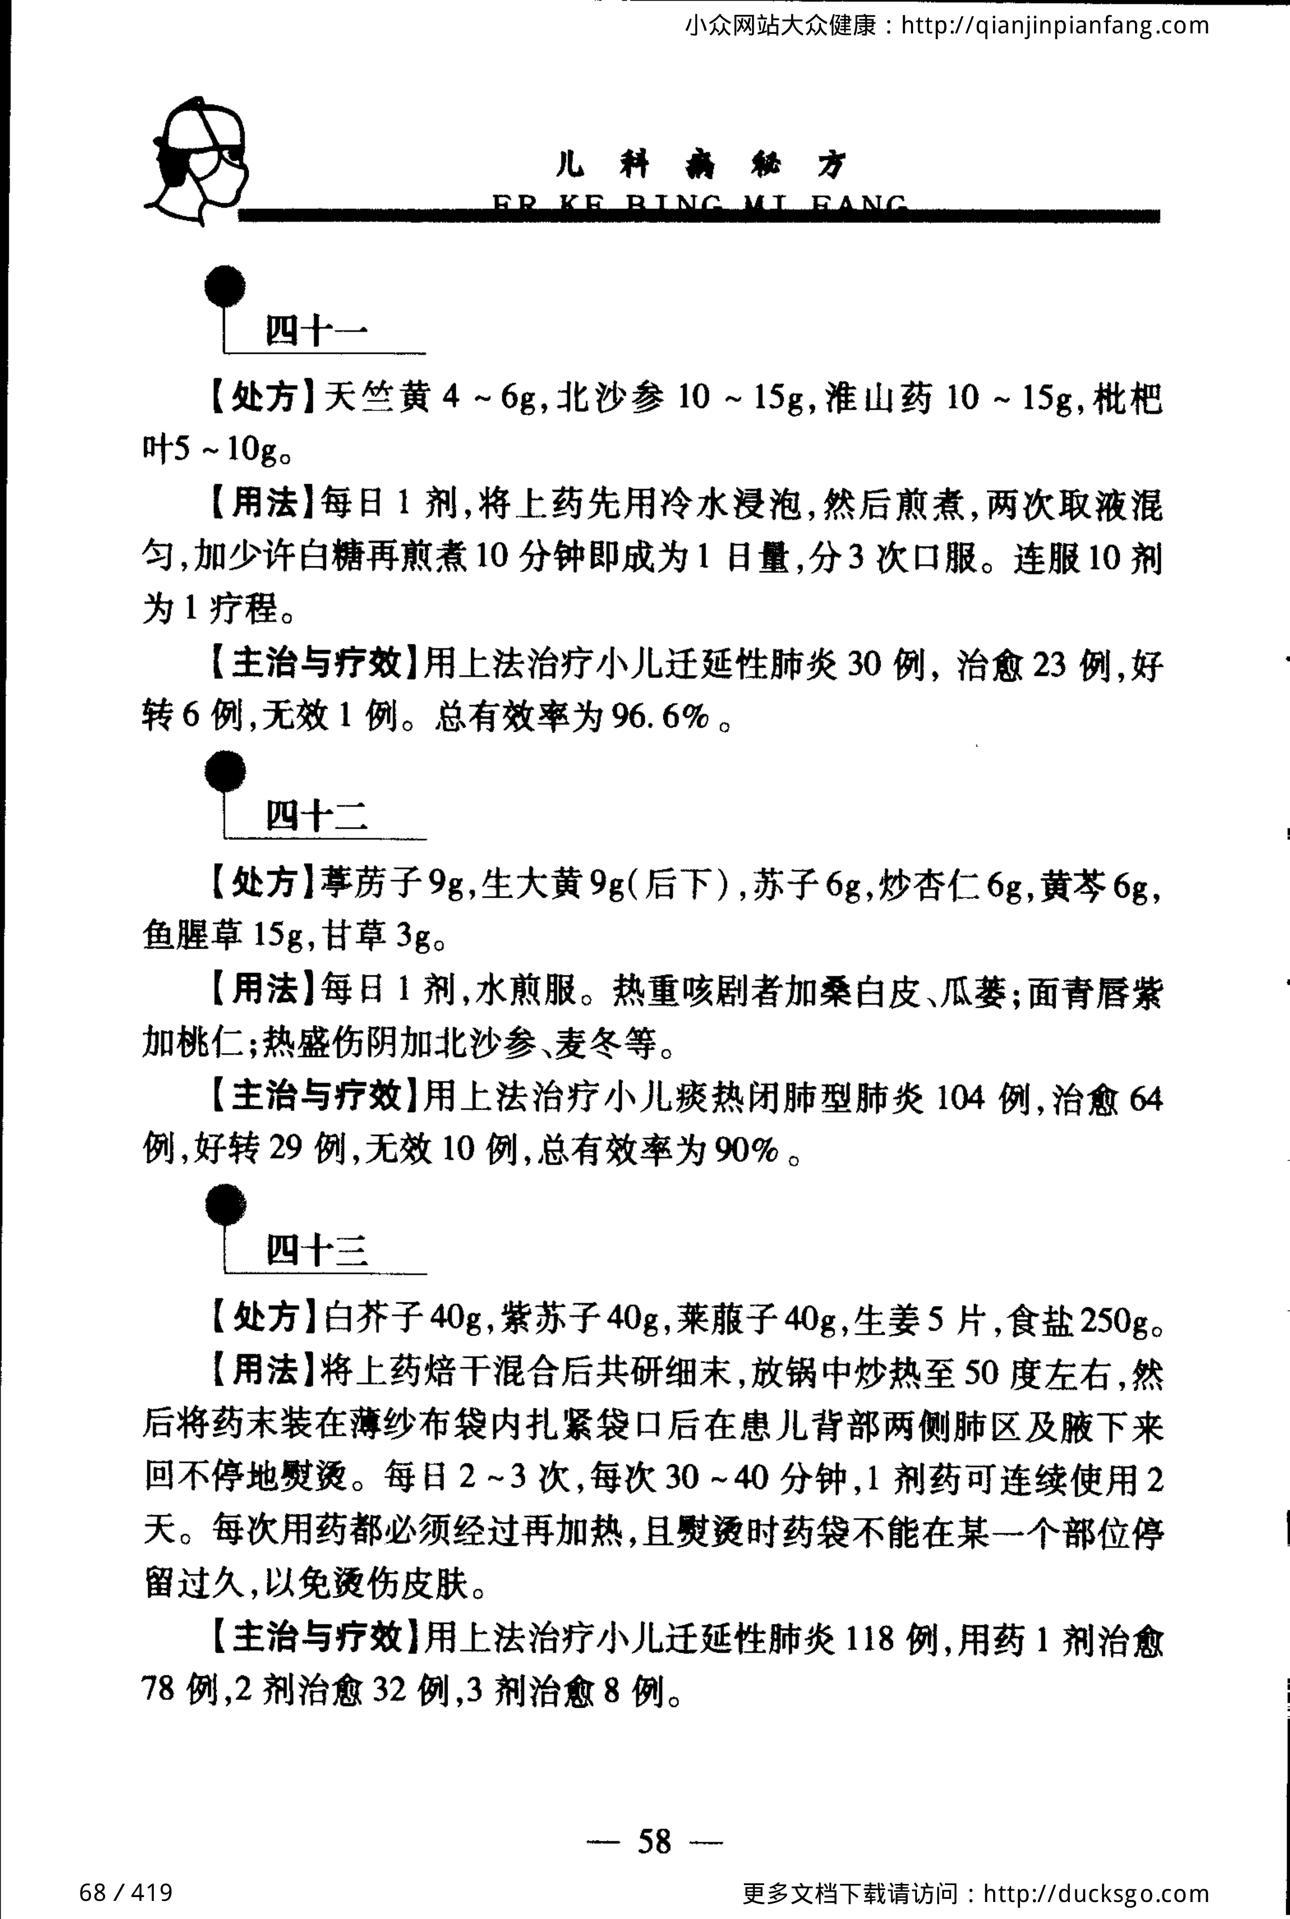 小众网站大众健康：http://qianjinpianfang.com
儿科病秘方
ER KE BING MI FANG
四十一
【处方】天竺黄 4 ~ 6g,北沙参 10 ~ 15g,淮山药 10 ~ 15g,枇杷
叶5 ~ 10g。
【用法】每日 1 剂,将上药先用冷水浸泡,然后煎煮,两次取液混
匀,加少许白糖再煎煮10 分钟即成为1 日量,分3 次口服。连服10 剂
为 1 疗程。
【主治与疗效】用上法治疗小儿迁延性肺炎 30 例, 治愈 23 例,好
转 6 例,无效 1 例。总有效率为 96.6% 。
四十二
【处方】葶苈子 9g,生大黄 9g(后下) ,苏子 6g,炒杏仁 6g,黄芩 6g,
鱼腥草 15g,甘草 3g。
【用法】每日 1 剂,水煎服。热重咳剧者加桑白皮、瓜蒌;面青唇紫
加桃仁;热盛伤阴加北沙参、麦冬等。
【主治与疗效】用上法治疗小儿痰热闭肺型肺炎 104 例,治愈 64
例,好转 29 例,无效 10 例,总有效率为 90% 。
四十三
【处方】白芥子 40g,紫苏子 40g,莱菔子 40g,生姜 5 片,食盐 250g。
【用法】将上药焙干混合后共研细末,放锅中炒热至 50 度左右,然
后将药末装在薄纱布袋内扎紧袋口后在患儿背部两侧肺区及腋下来
回不停地熨烫。每日 2 ~ 3 次,每次 30 ~ 40 分钟,1 剂药可连续使用 2
天。每次用药都必须经过再加热,且熨烫时药袋不能在某一个部位停
留过久,以免烫伤皮肤。
【主治与疗效】用上法治疗小儿迁延性肺炎 118 例,用药 1 剂治愈
78 例,2 剂治愈 32 例,3 剂治愈 8 例。
— 58 —
68 / 419
更多文档下载请访问：http://ducksgo.com